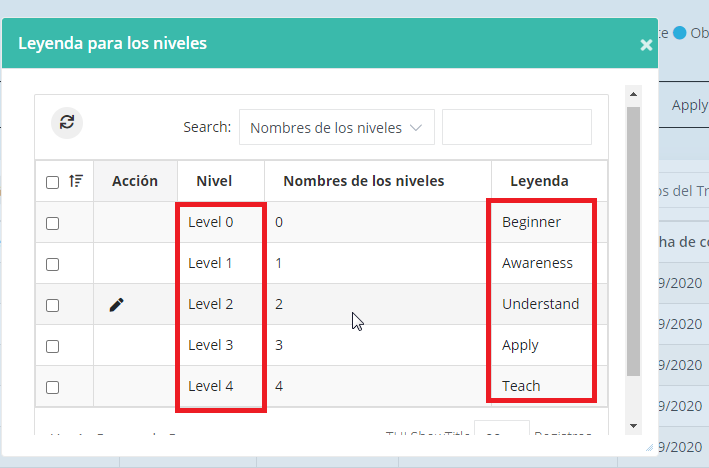 Leyenda para los niveles
×
Ob
Search: Nombres de los niveles
Apply
Acción Nivel Nombres de los niveles Leyenda
os del Tr
Level 0 0 Beginner
ha de c
Level 1 1 Awareness
9/2020
Level 2 2 Understand
9/2020
Level 3 3 Apply
9/2020
Level 4 4 Teach
9/2020
Registros
9/2020